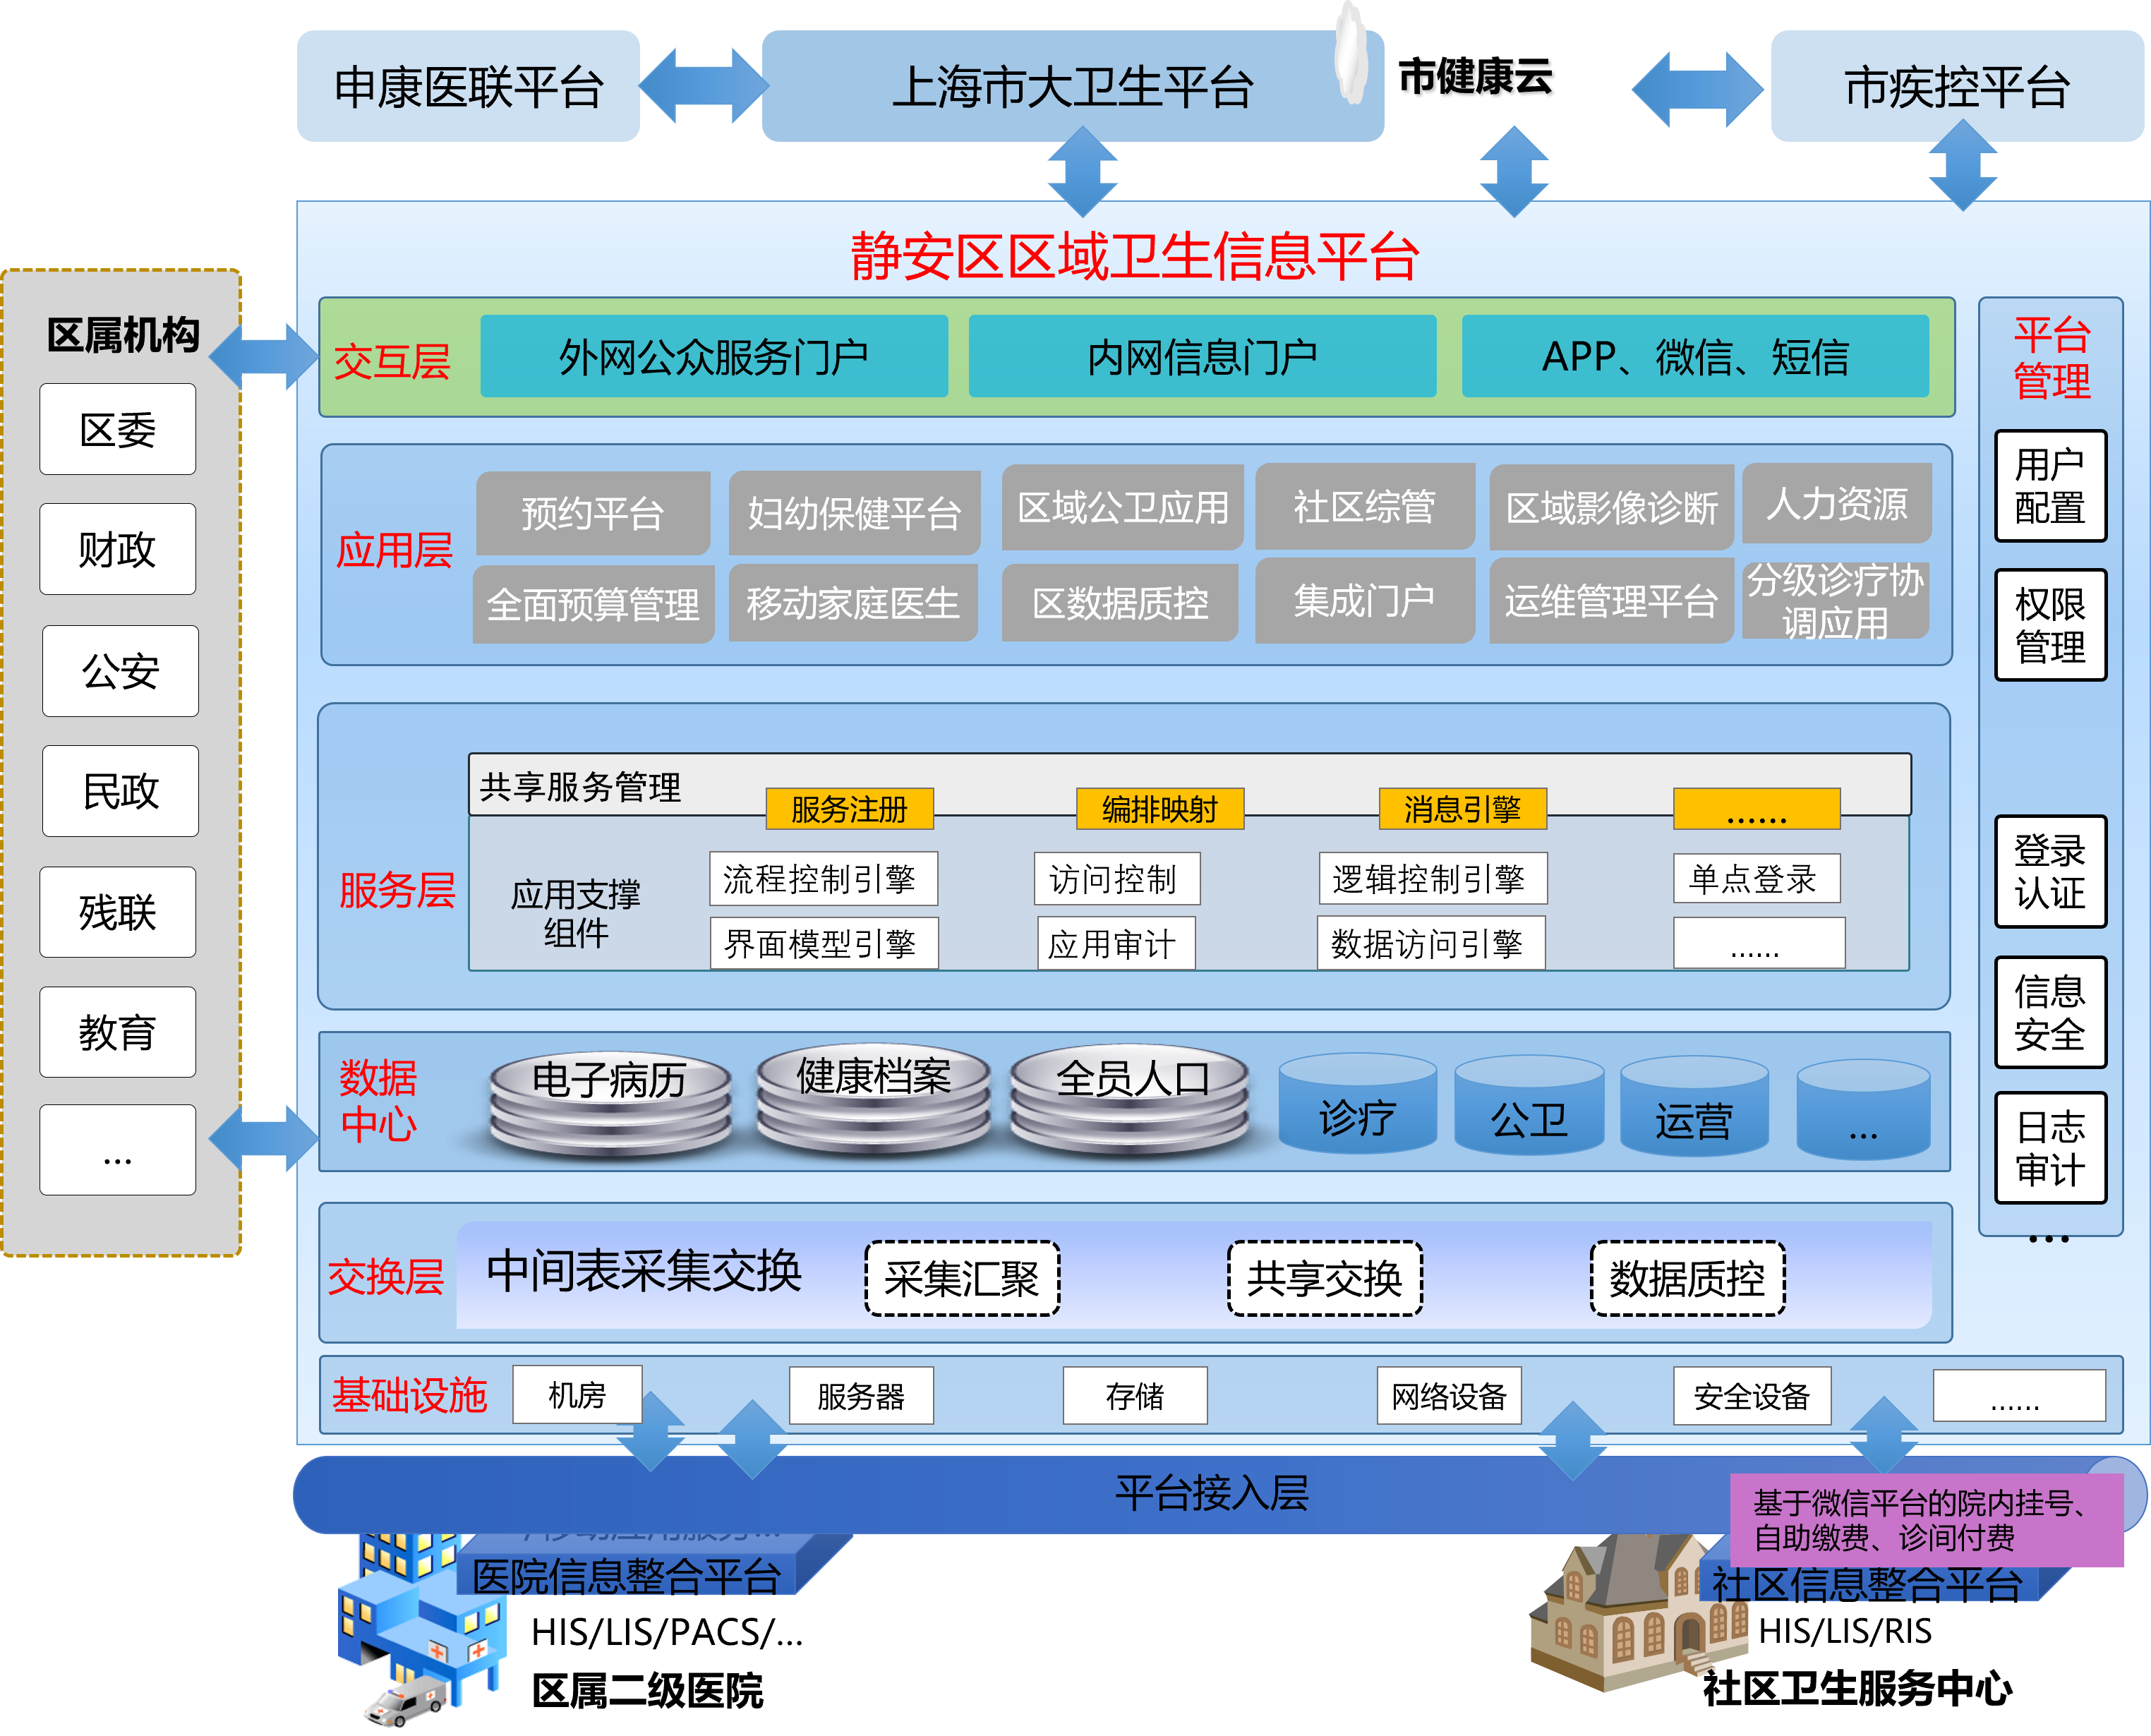 申康医联平台
上海市大卫生平台
市健康云
市疾控平台
静安区区域卫生信息平台
区属机构
区委
财政
公安
民政
残联
教育
...
交互层
外网公众服务门户
内网信息门户
APP、微信、短信
应用层
预约平台
妇幼保健平台
区域公卫应用
社区综管
区域影像诊断
人力资源
全面预算管理
移动家庭医生
区数据质控
集成门户
运维管理平台
分级诊疗协
调应用
服务层
共享服务管理
服务注册
编排映射
消息引擎
......
应用支撑
组件
流程控制引擎
访问控制
逻辑控制引擎
单点登录
界面模型引擎
应用审计
数据访问引擎
......
数据
中心
电子病历
健康档案
全员人口
诊疗
公卫
运营
...
交换层
中间表采集交换
采集汇聚
共享交换
数据质控
基础设施
机房
服务器
存储
网络设备
安全设备
......
平台
管理
用户
配置
权限
管理
登录
认证
信息
安全
日志
审计
...
平台接入层
基于微信平台的院内挂号、
自助缴费、诊间付费
医院信息整合平台
HIS/LIS/PACS/...
区属二级医院
社区信息整合平台
HIS/LIS/RIS
社区卫生服务中心